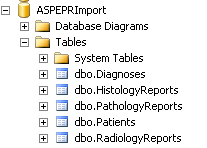 ASPEPRImport
Database Diagrams
Tables
System Tables
dbo.Diagnoses
dbo.HistologyReports
dbo.PathologyReports
dbo.Patients
dbo.RadiologyReports